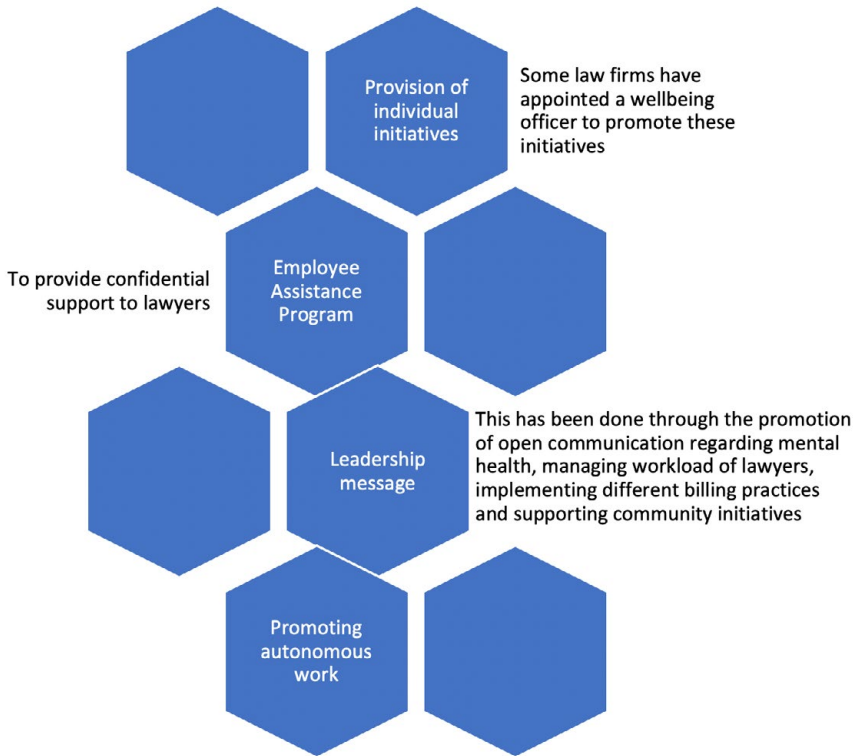 Provision of
individual
initiatives
Some law firms have
appointed a wellbeing
officer to promote these
initiatives
To provide confidential
support to lawyers
Employee
Assistance
Program
Leadership
message
This has been done through the promotion
of open communication regarding mental
health, managing workload of lawyers,
implementing different billing practices
and supporting community initiatives
Promoting
autonomous
work